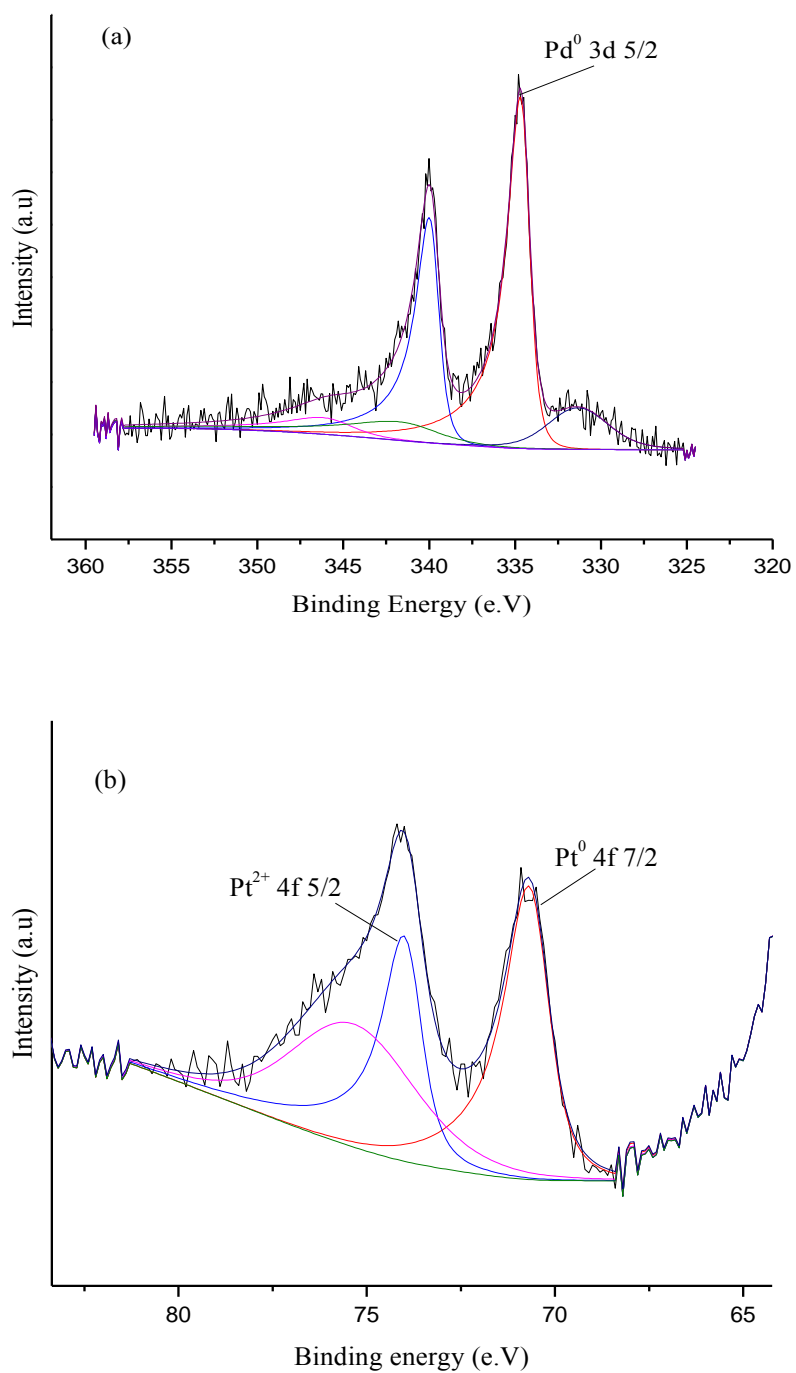 (a)
Pd⁰ 3d 5/2
Intensity (a.u)
360 355 350 345 340 335 330 325 320
Binding Energy (e.V)
(b)
Pt⁰ 4f 7/2
Pt²⁺ 4f 5/2
Intensity (a.u)
80 75 70 65
Binding energy (e.V)